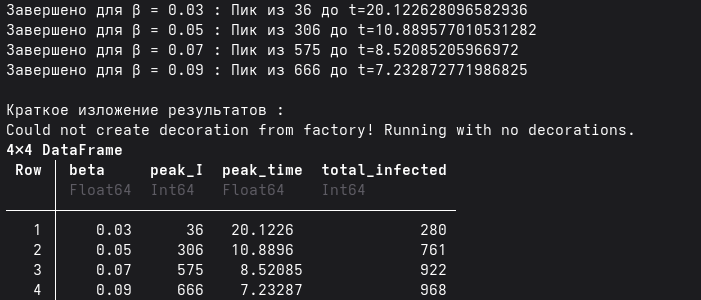 Завершено для β = 0.03 : Пик из 36 до t=20.122628096582936
Завершено для β = 0.05 : Пик из 306 до t=10.889577010531282
Завершено для β = 0.07 : Пик из 575 до t=8.52085205966972
Завершено для β = 0.09 : Пик из 666 до t=7.232872771986825
Краткое изложение результатов :
Could not create decoration from factory! Running with no decorations.
4×4 DataFrame
Row beta peak_I peak_time total_infected
Float64 Int64 Float64 Int64
1 0.03 36 20.1226 280
2 0.05 306 10.8896 761
3 0.07 575 8.52085 922
4 0.09 666 7.23287 968